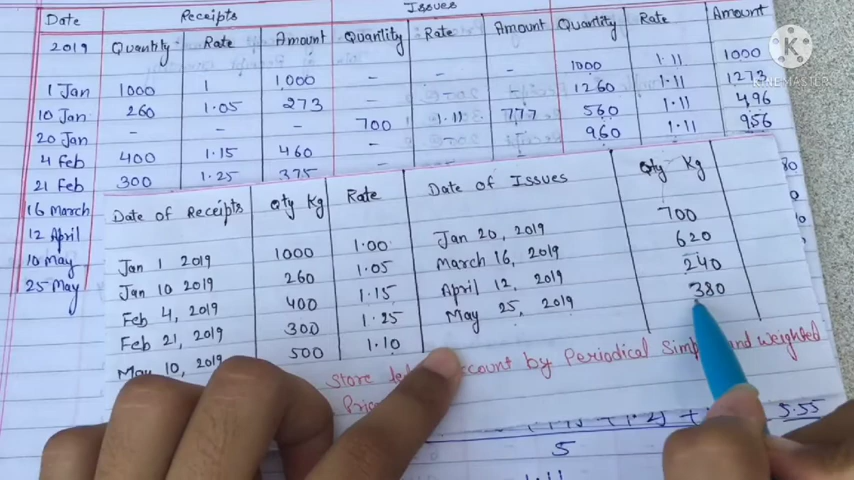 Date Receipts Issues
2019 Quantity Rate Amount Quantity Rate Amount Quantity Rate Amount
1 Jan 1000 1 1000 - - - 1000 1.11 1000
10 Jan 260 1.05 273 - 1260 1.11 1273
20 Jan - - - 700 1.11 777 560 1.11 496
4 Feb 400 1.15 460 - 960 1.11 956
21 Feb 300 1.25 375
16 March
12 April
10 May
25 May
Date of Receipts Qty Kg Rate Date of Issues Qty Kg
Jan 1 2019 1000 1.00 Jan 20, 2019 700
Jan 10 2019 260 1.05 March 16, 2019 620
Feb 4, 2019 400 1.15 April 12, 2019 240
Feb 21, 2019 300 1.25 May 25, 2019 380
May 10, 2019 500 1.10
Store by Periodical and Weighted
5.55
5
K
KINEMASTER